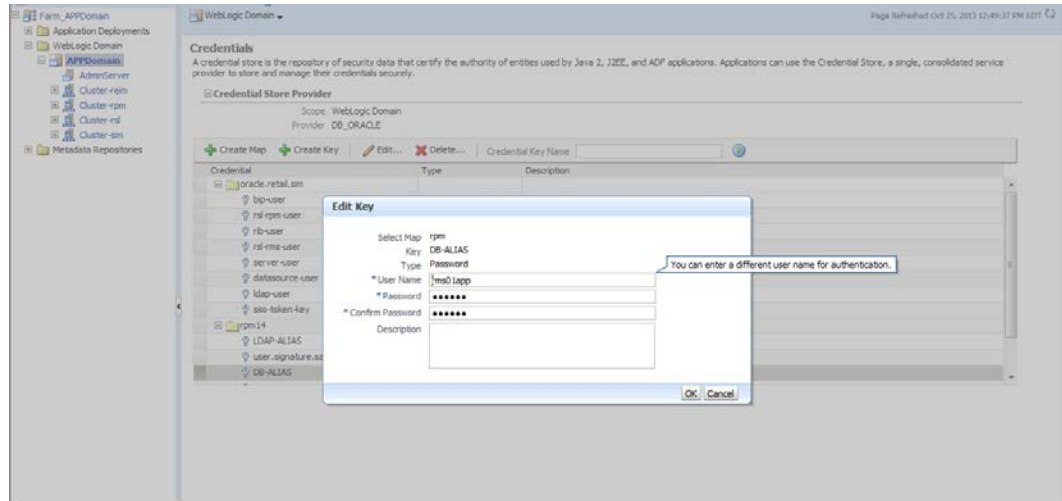 Farm_APPDomain
Application Deployments
WebLogic Domain
APPDomain
AdminServer
Cluster-reim
Cluster-rpm
Cluster-rsl
Cluster-sim
Metadata Repositories
WebLogic Domain
Page Refreshed Oct 25, 2013 12:49:37 PM EDT
Credentials
A credential store is the repository of security data that certify the authority of entities used by Java 2, J2EE, and ADF applications. Applications can use the Credential Store, a single, consolidated service
provider to store and manage their credentials securely.
Credential Store Provider
Scope WebLogic Domain
Provider DB_ORACLE
Create Map Create Key Edit... Delete... Credential Key Name
Credential Type Description
oracle.retail.sim
bip-user
rsl-rpm-user
rib-user
rsl-rms-user
server-user
datasource-user
ldap-user
sso-token-key
rpm14
LDAP-ALIAS
user.signature.sa
DB-ALIAS
Edit Key
Select Map rpm
Key DB-ALIAS
Type Password
* User Name
* Password ••••••
* Confirm Password ••••••
Description
You can enter a different user name for authentication.
OK Cancel